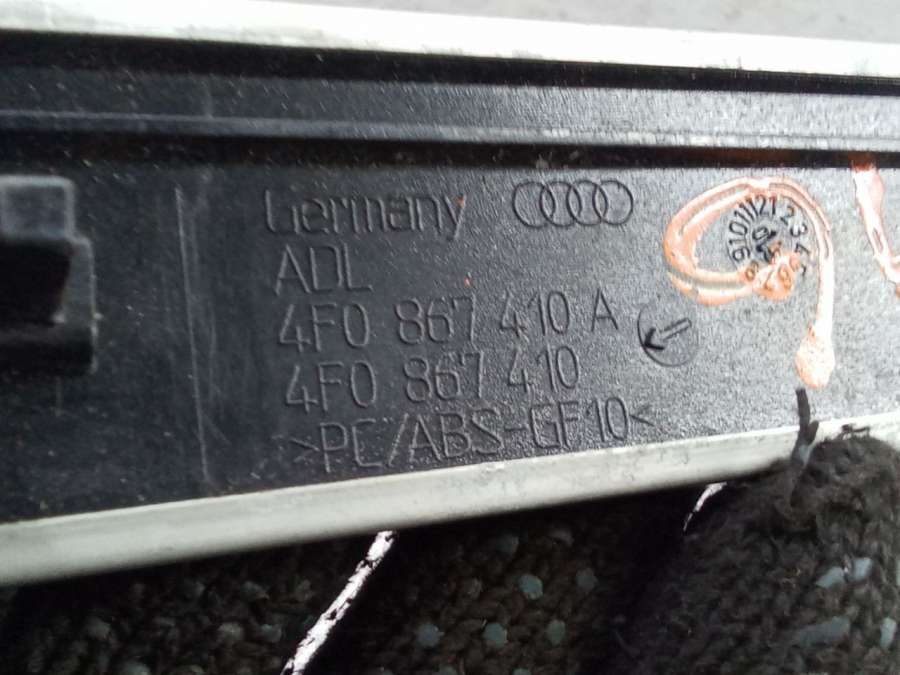 Germany
ADL
4F0 867 410 A
4F0 867 410
>PC/ABS-GF10<